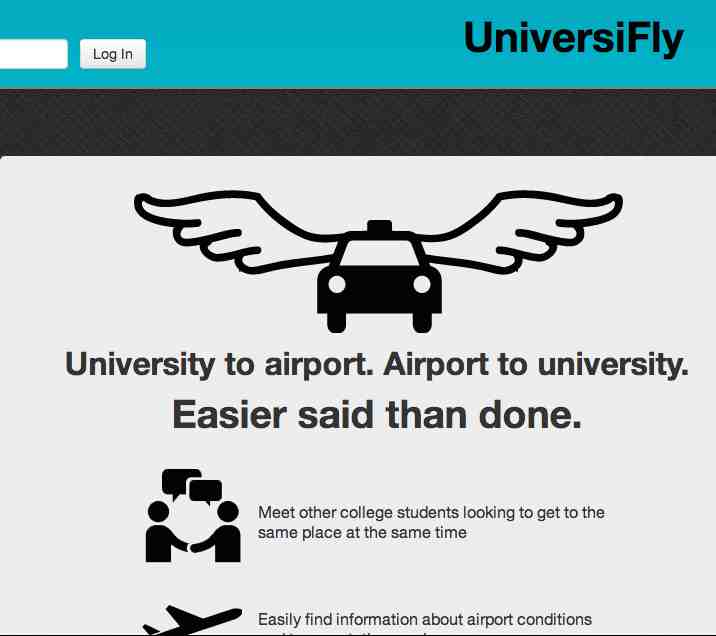 Log In
UniversiFly
University to airport. Airport to university.
Easier said than done.
Meet other college students looking to get to the
same place at the same time
Easily find information about airport conditions